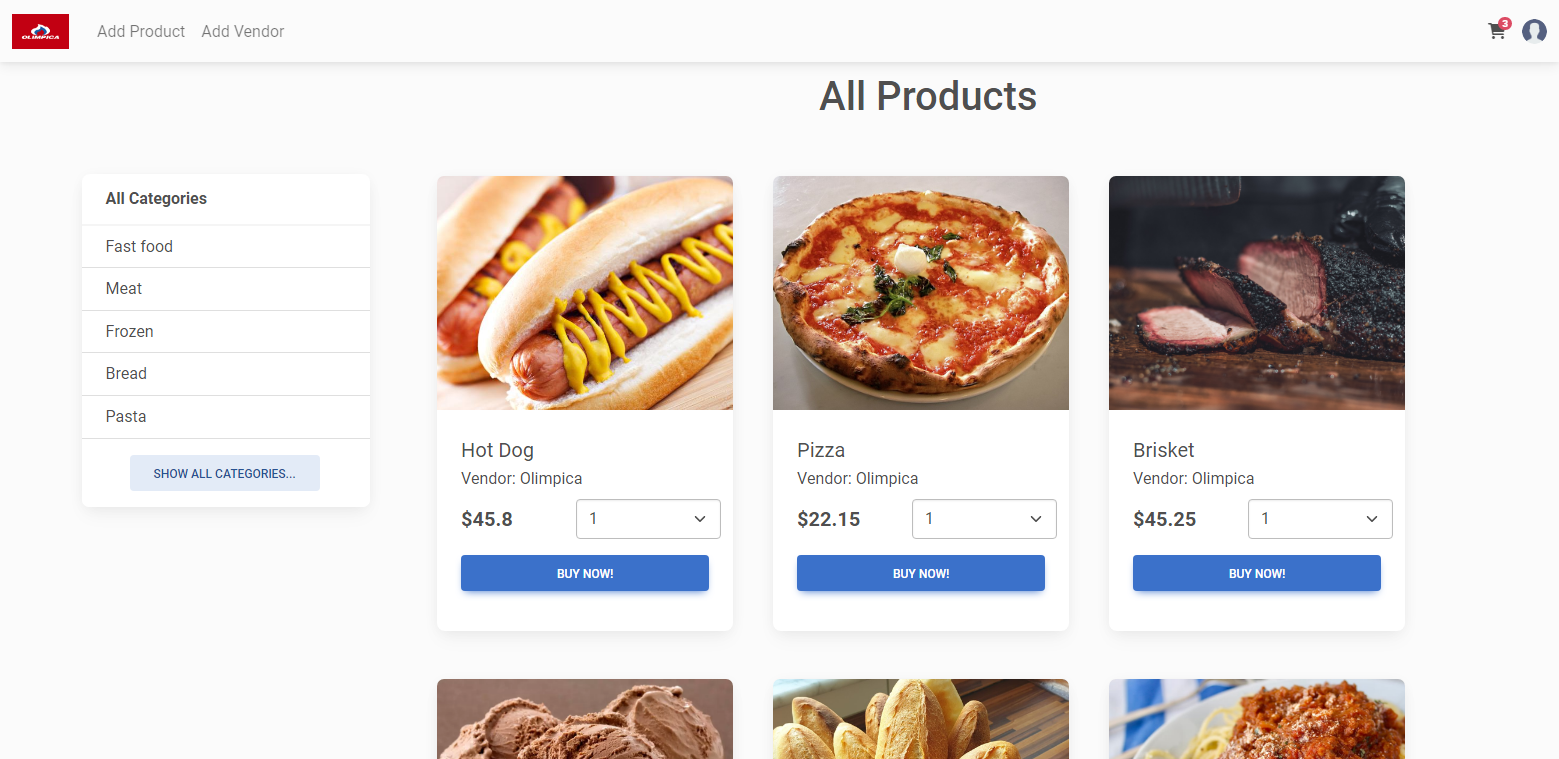 OLIMPICA
Add Product
Add Vendor
3
All Products
All Categories
Fast food
Meat
Frozen
Bread
Pasta
SHOW ALL CATEGORIES...
Hot Dog
Vendor: Olimpica
$45.8
1
BUY NOW!
Pizza
Vendor: Olimpica
$22.15
1
BUY NOW!
Brisket
Vendor: Olimpica
$45.25
1
BUY NOW!